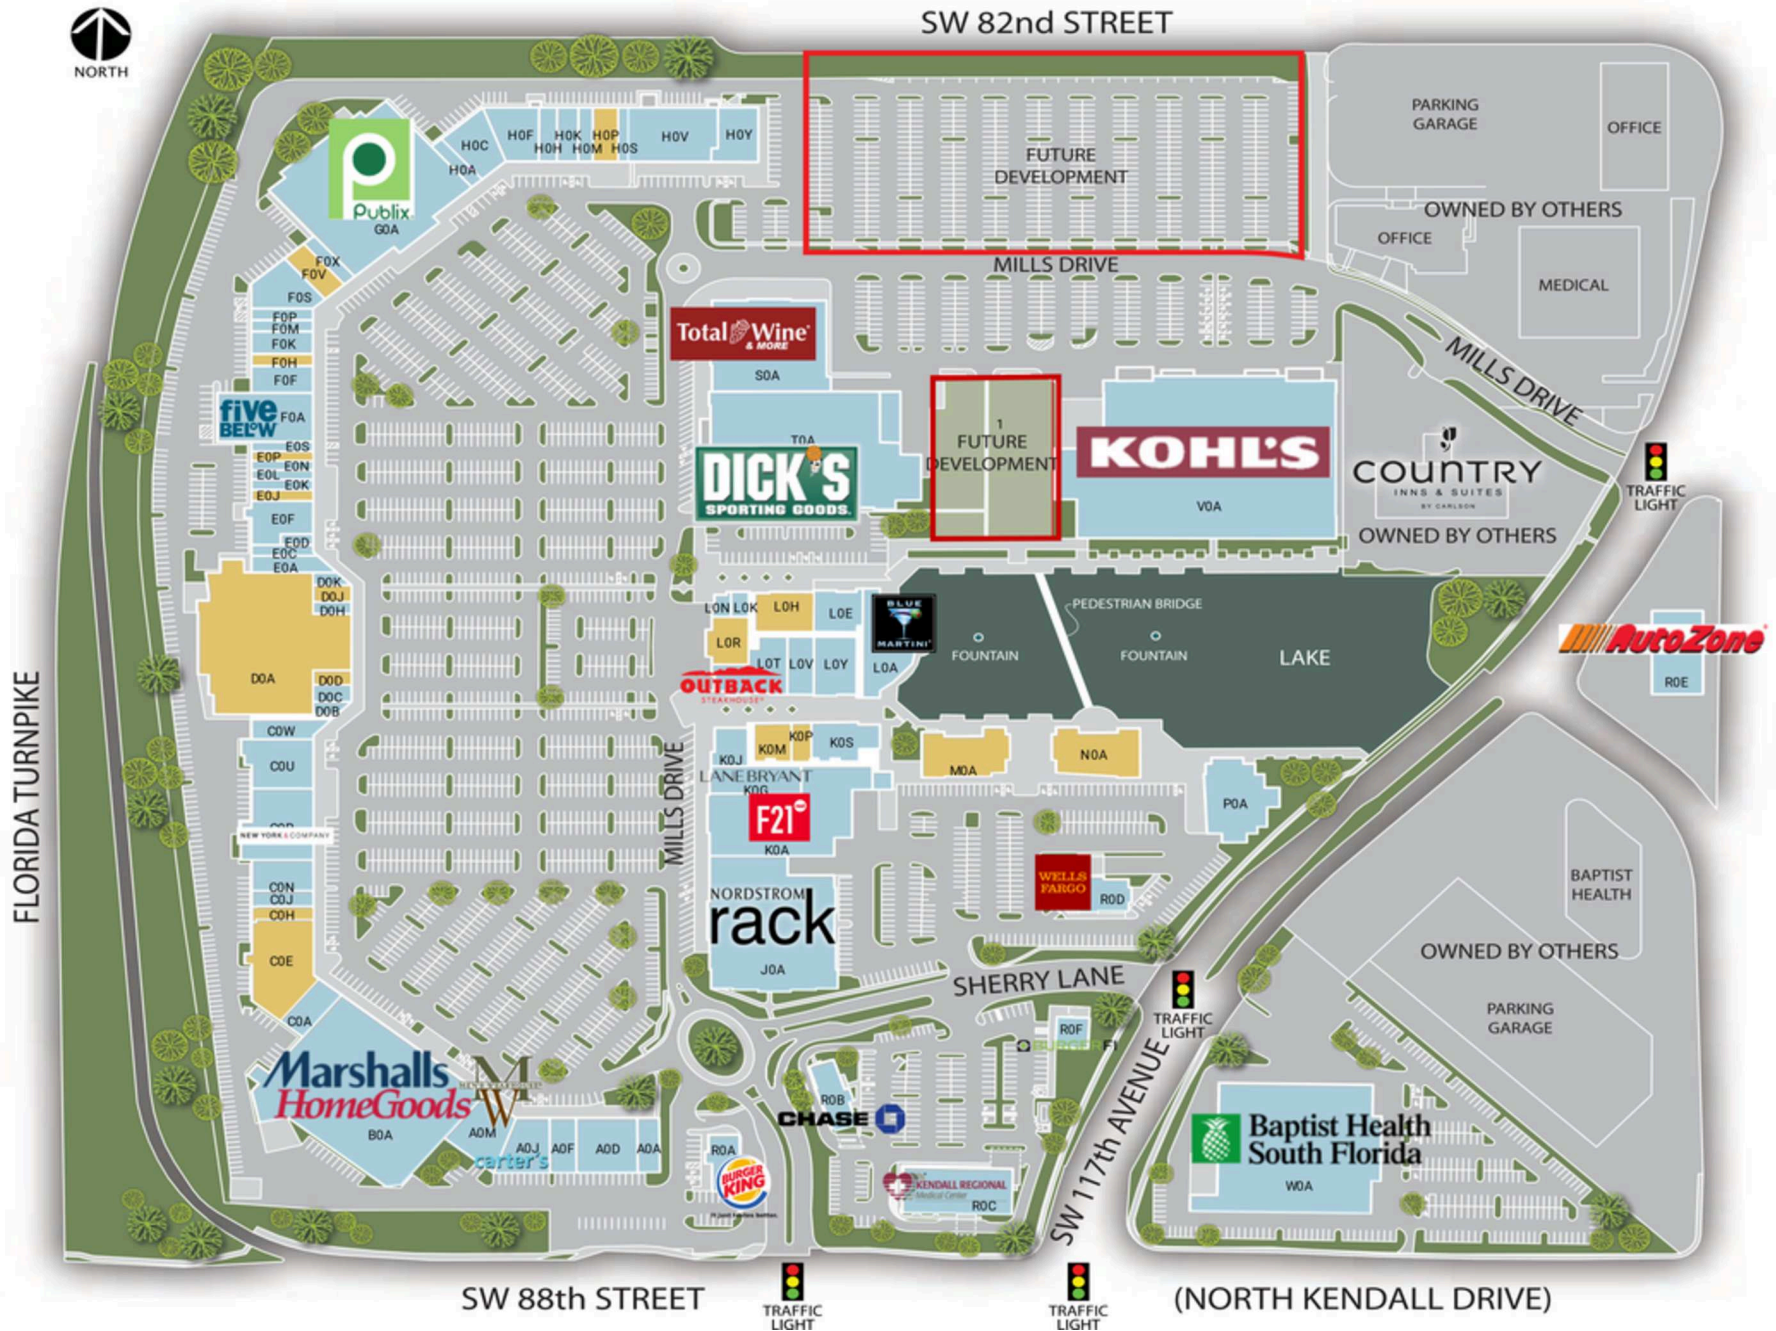 NORTH
SW 82nd STREET
PARKING
GARAGE
OFFICE
FUTURE
DEVELOPMENT
OWNED BY OTHERS
OFFICE
MEDICAL
MILLS DRIVE
MILLS DRIVE
H0C
H0A
H0F
H0H
H0K
H0M
H0P
H0S
H0V
H0Y
Publix
G0A
F0X
F0V
F0S
F0P
F0M
F0K
F0H
F0F
five
BELOW
F0A
E0S
E0P
E0N
E0L
E0K
E0J
E0F
E0D
E0C
E0A
D0K
D0J
D0H
D0A
D0D
D0C
D0B
C0W
C0U
NEW YORK & COMPANY
C0N
C0J
C0H
C0E
C0A
Total Wine
& MORE
S0A
T0A
DICK'S
SPORTING GOODS.
1
FUTURE
DEVELOPMENT
KOHL'S
V0A
COUNTRY
INNS & SUITES
BY CARLSON
OWNED BY OTHERS
TRAFFIC
LIGHT
L0N
L0K
L0H
L0E
BLUE
MARTINI
L0R
L0T
L0V
L0Y
L0A
OUTBACK
STEAKHOUSE
PEDESTRIAN BRIDGE
FOUNTAIN
FOUNTAIN
LAKE
AutoZone
R0E
FLORIDA TURNPIKE
MILLS DRIVE
K0J
K0M
K0P
K0S
LANE BRYANT
K0G
F21
K0A
M0A
N0A
P0A
NORDSTROM
rack
J0A
WELLS
FARGO
R0D
BAPTIST
HEALTH
OWNED BY OTHERS
PARKING
GARAGE
SHERRY LANE
TRAFFIC
LIGHT
R0F
BURGERFI
SW 117th AVENUE
Marshalls
HomeGoods
MW
B0A
A0M
A0J
carter's
A0F
A0D
A0A
R0A
BURGER
KING
R0B
CHASE
KENDALL REGIONAL
Medical Center
R0C
Baptist Health
South Florida
W0A
SW 88th STREET
TRAFFIC
LIGHT
TRAFFIC
LIGHT
(NORTH KENDALL DRIVE)